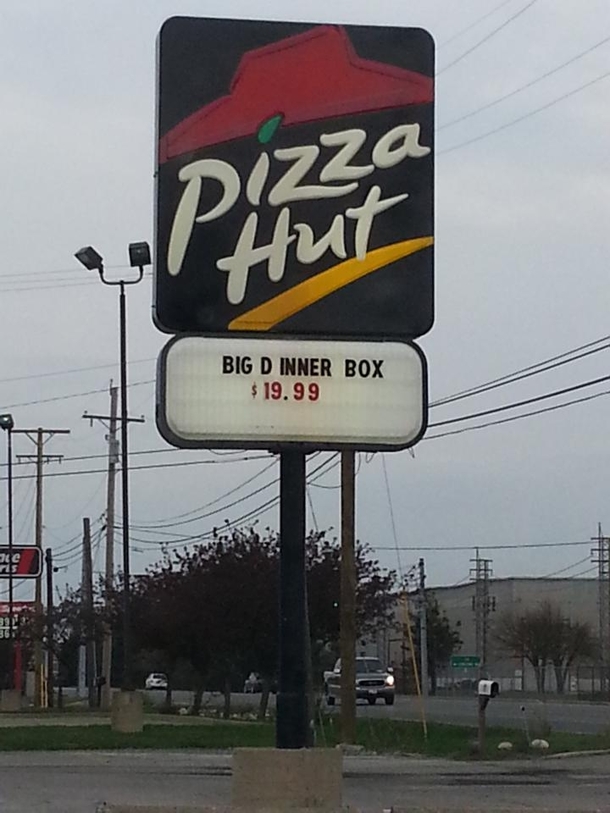 Pizza
Hut
BIG D INNER BOX
$19.99